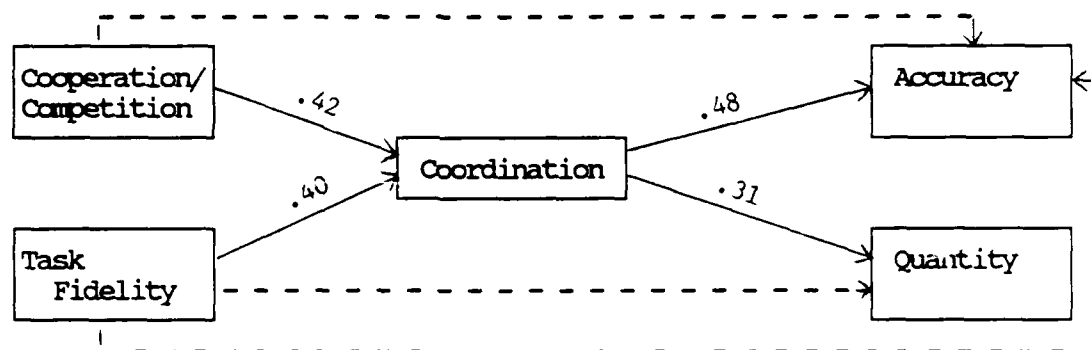 Cooperation/
Competition
.42
Accuracy
.48
Coordination
.40
.31
Task
Fidelity
Quantity